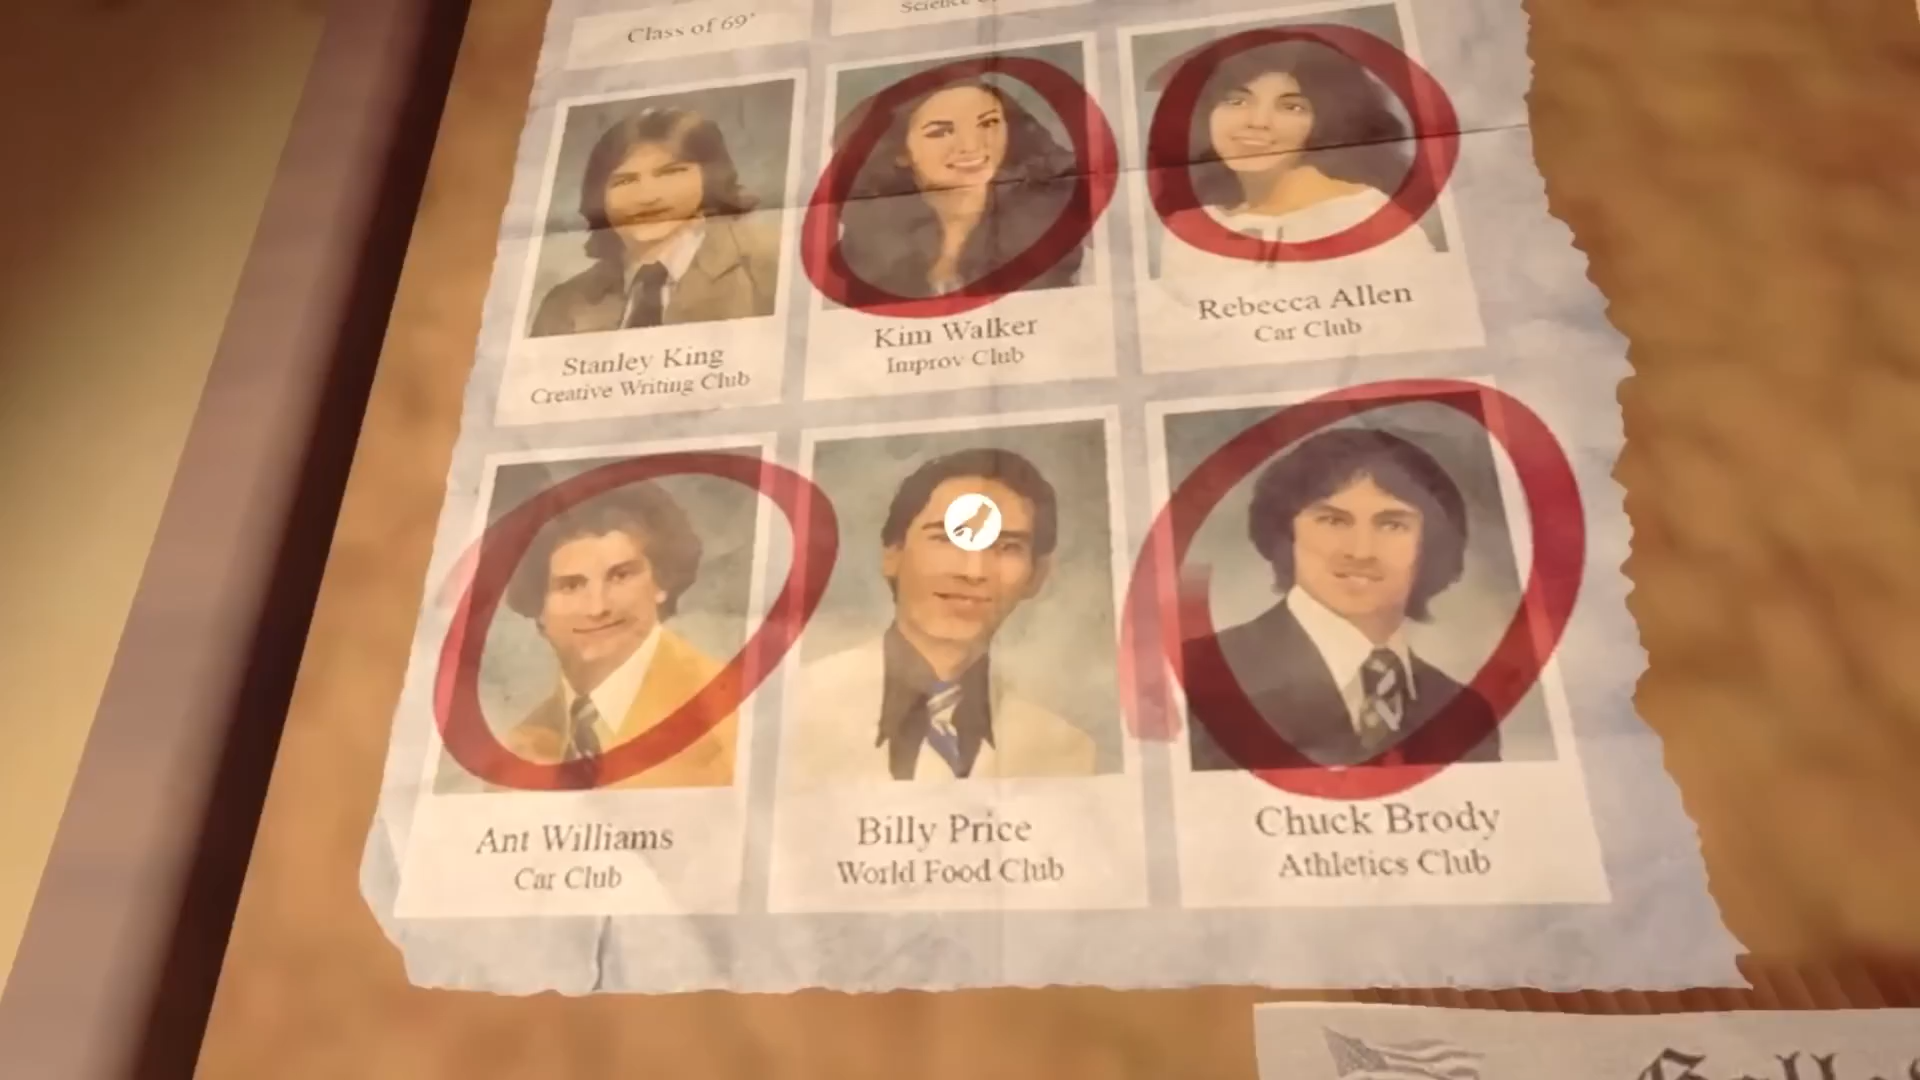 Class of 69'
Science
Stanley King
Creative Writing Club
Kim Walker
Improv Club
Rebecca Allen
Car Club
Ant Williams
Car Club
Billy Price
World Food Club
Chuck Brody
Athletics Club